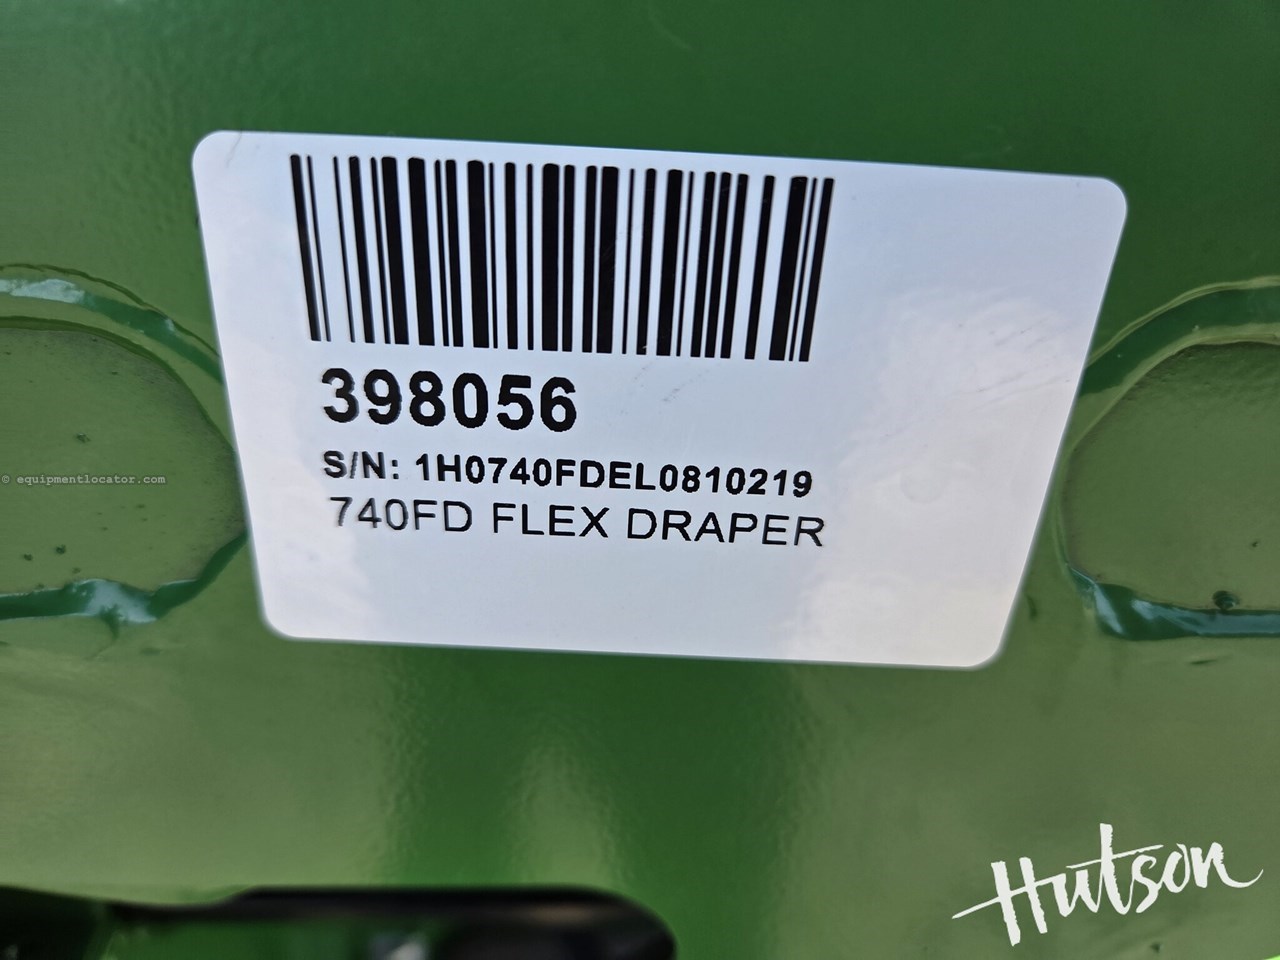 398056
S/N: 1H0740FDEL0810219
740FD FLEX DRAPER
© equipmentlocator.com
Hutson